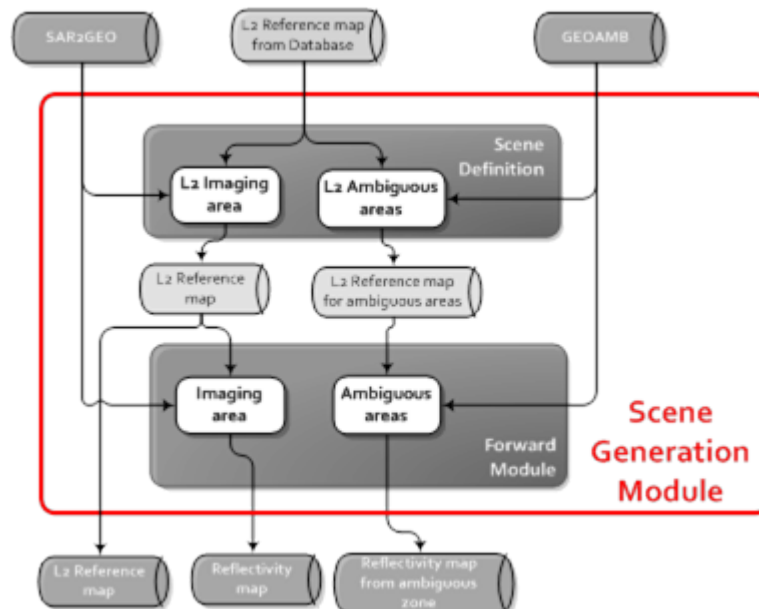 SAR2GEO
L2 Reference map
from Database
GEOAMB
Scene
Definition
L2 Imaging
area
L2 Ambiguous
areas
L2 Reference
map
L2 Reference map
for ambiguous areas
Imaging
area
Ambiguous
areas
Forward
Module
Scene
Generation
Module
L2 Reference
map
Reflectivity
map
Reflectivity map
from ambiguous
zone